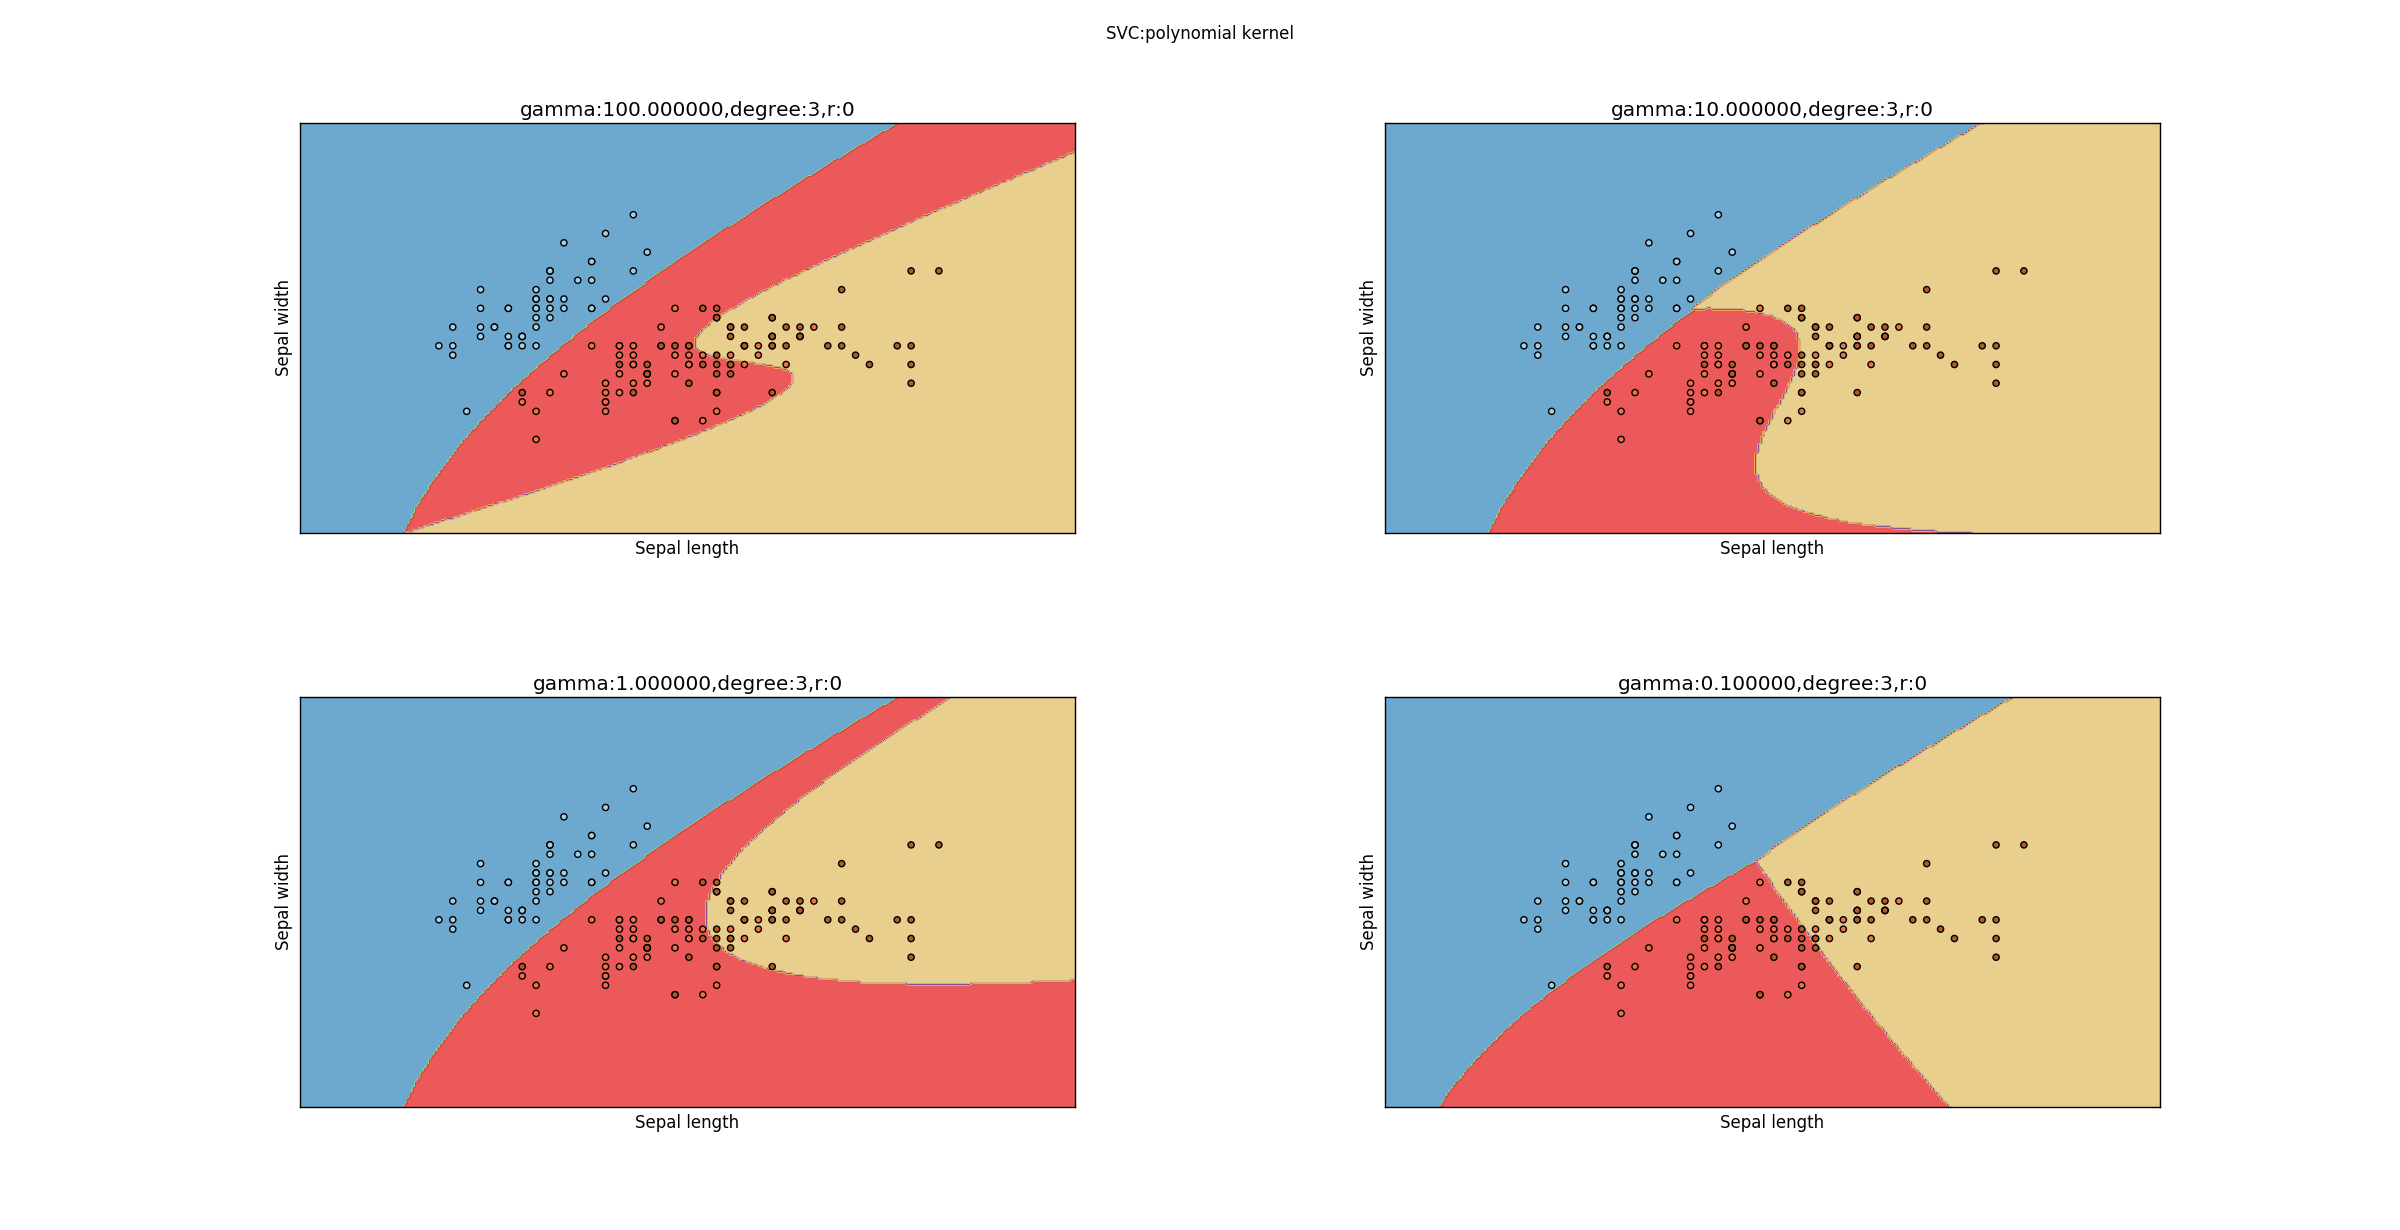 SVC:polynomial kernel
gamma:100.000000,degree:3,r:0
Sepal width
Sepal length
gamma:10.000000,degree:3,r:0
Sepal width
Sepal length
gamma:1.000000,degree:3,r:0
Sepal width
Sepal length
gamma:0.100000,degree:3,r:0
Sepal width
Sepal length